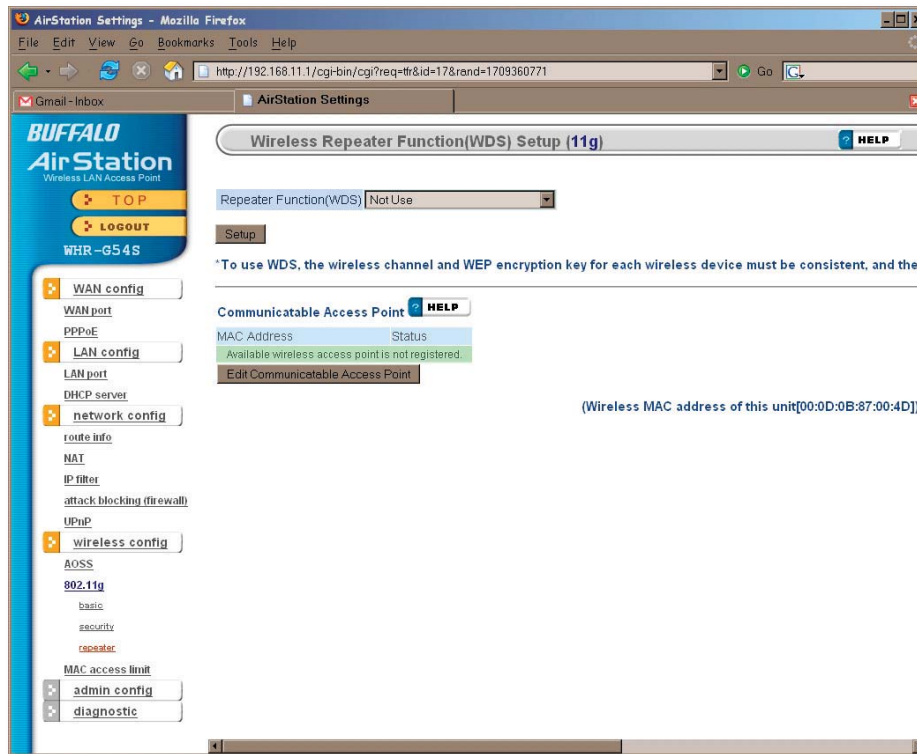 AirStation Settings - Mozilla Firefox
File Edit View Go Bookmarks Tools Help
http://192.168.11.1/cgi-bin/cgi?req=tfr&id=17&rand=1709360771
Go
Gmail - Inbox
AirStation Settings
BUFFALO
AirStation
Wireless LAN Access Point
TOP
LOGOUT
WHR-G54S
WAN config
WAN port
PPPoE
LAN config
LAN port
DHCP server
network config
route info
NAT
IP filter
attack blocking (firewall)
UPnP
wireless config
AOSS
802.11g
basic
security
repeater
MAC access limit
admin config
diagnostic
Wireless Repeater Function(WDS) Setup (11g)
? HELP
Repeater Function(WDS) Not Use
Setup
*To use WDS, the wireless channel and WEP encryption key for each wireless device must be consistent, and the
Communicatable Access Point ? HELP
MAC Address Status
Available wireless access point is not registered.
Edit Communicatable Access Point
(Wireless MAC address of this unit[00:0D:0B:87:00:4D])